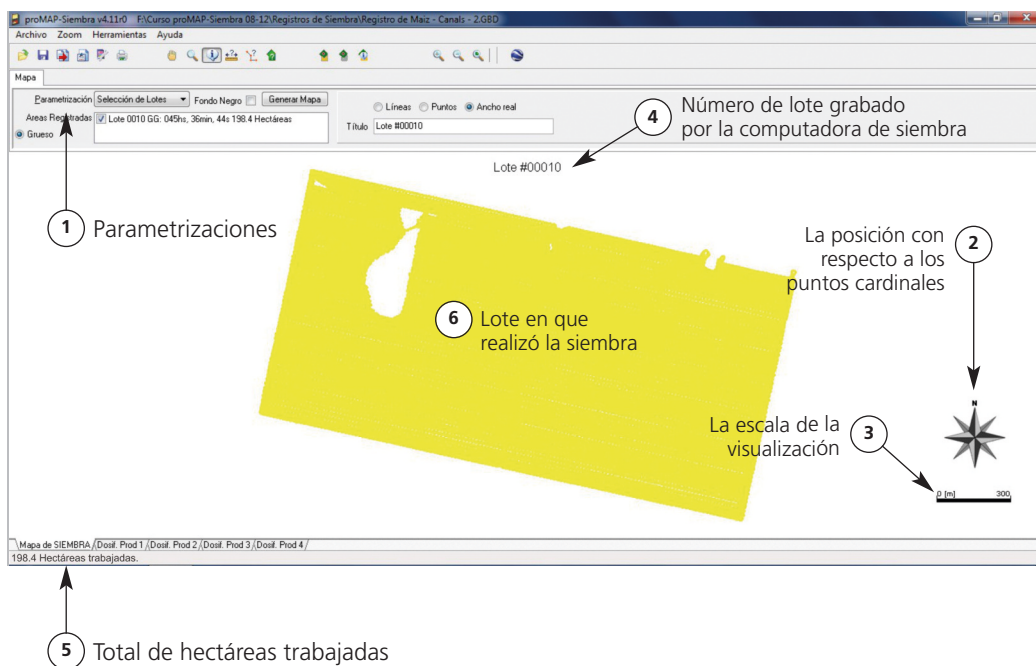 proMAP-Siembra v4.11r0 F:\Curso proMAP-Siembra 08-12\Registros de Siembra\Registro de Maiz - Canals - 2.GBD
Archivo Zoom Herramientas Ayuda
Mapa
Parametrización Selección de Lotes Fondo Negro Generar Mapa
Areas Registradas Lote 0010 GG: 045hs, 36min, 44s 198.4 Hectáreas
Grueso
Líneas Puntos Ancho real
Título Lote #00010
4 Número de lote grabado
por la computadora de siembra
Lote #00010
1 Parametrizaciones
La posición con
respecto a los
puntos cardinales
2
6 Lote en que
realizó la siembra
La escala de la
visualización
3
N
0 [m] 300
Mapa de SIEMBRA Dosif. Prod 1 Dosif. Prod 2 Dosif. Prod 3 Dosif. Prod 4
198.4 Hectáreas trabajadas.
5 Total de hectáreas trabajadas